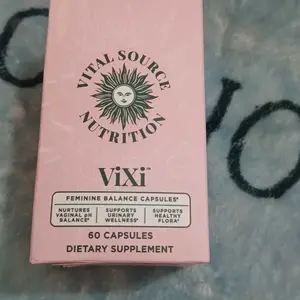 VITAL SOURCE
NUTRITION
ViXi™
FEMININE BALANCE CAPSULES*
NURTURES VAGINAL pH BALANCE*
SUPPORTS URINARY WELLNESS*
SUPPORTS HEALTHY FLORA*
60 CAPSULES
DIETARY SUPPLEMENT